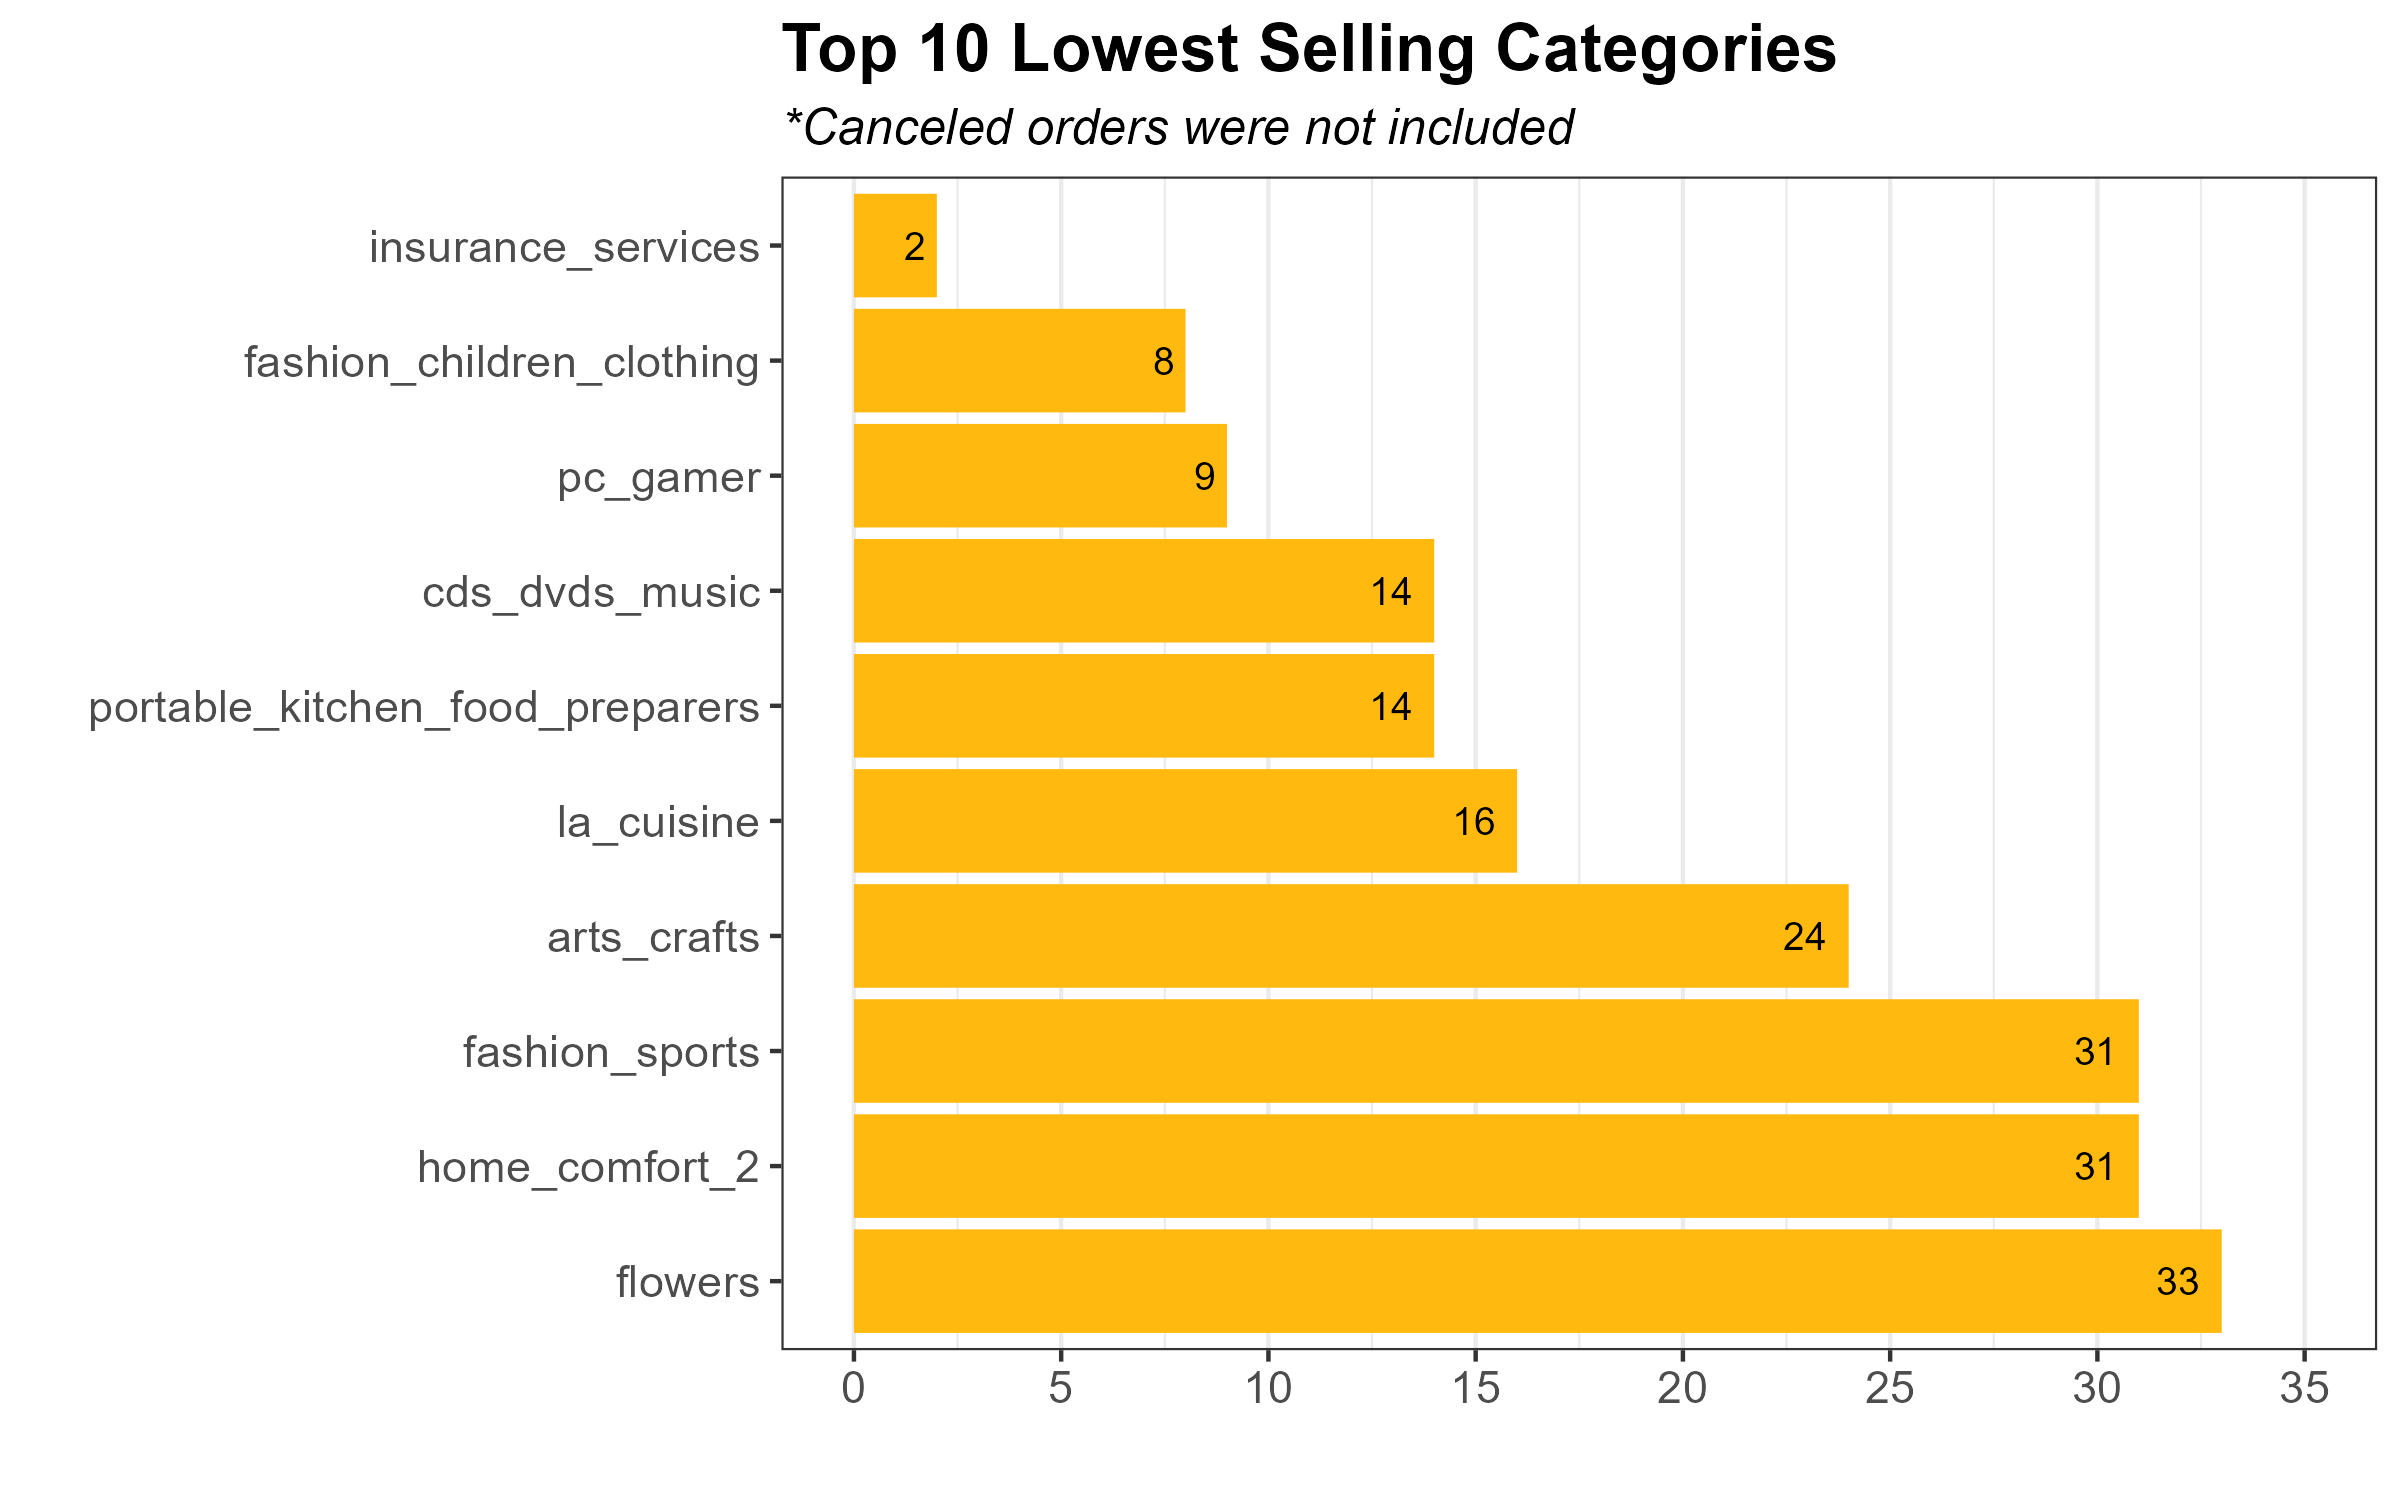 Top 10 Lowest Selling Categories
*Canceled orders were not included
insurance_services 2
fashion_children_clothing 8
pc_gamer 9
cds_dvds_music 14
portable_kitchen_food_preparers 14
la_cuisine 16
arts_crafts 24
fashion_sports 31
home_comfort_2 31
flowers 33
0 5 10 15 20 25 30 35